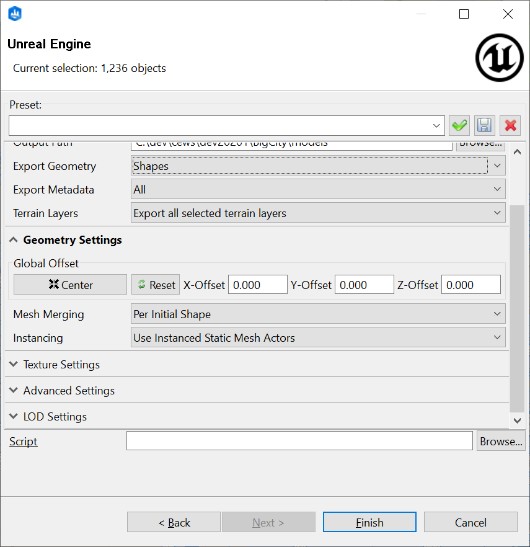 Unreal Engine
Current selection: 1,236 objects
Preset:
Output Path Browse...
Export Geometry Shapes
Export Metadata All
Terrain Layers Export all selected terrain layers
Geometry Settings
Global Offset
Center Reset X-Offset 0.000 Y-Offset 0.000 Z-Offset 0.000
Mesh Merging Per Initial Shape
Instancing Use Instanced Static Mesh Actors
Texture Settings
Advanced Settings
LOD Settings
Script Browse...
< Back Next > Finish Cancel